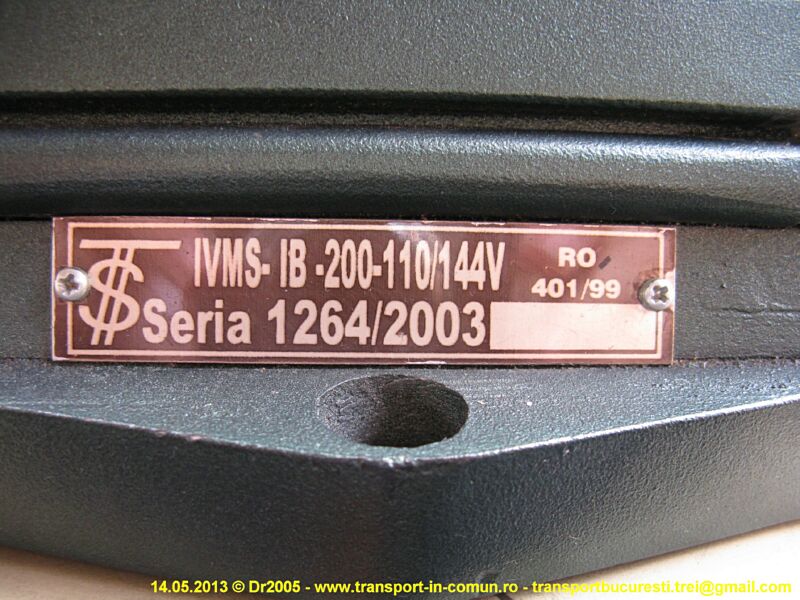 IVMS- IB -200-110/144V
RO
401/99
Seria 1264/2003
14.05.2013 © Dr2005 - www.transport-in-comun.ro - transportbucuresti.trei@gmail.com